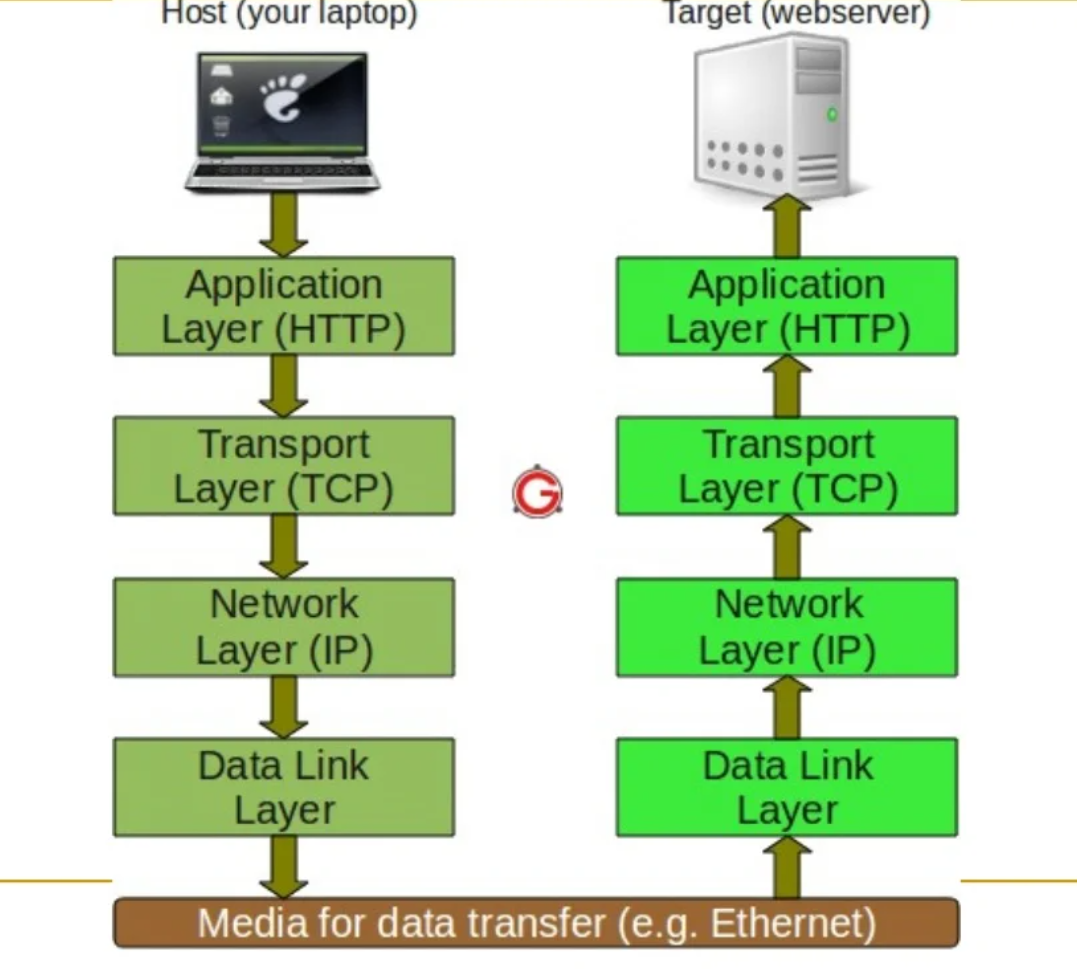 Host (your laptop)
Target (webserver)
Application
Layer (HTTP)
Transport
Layer (TCP)
Network
Layer (IP)
Data Link
Layer
Application
Layer (HTTP)
Transport
Layer (TCP)
Network
Layer (IP)
Data Link
Layer
G
Media for data transfer (e.g. Ethernet)